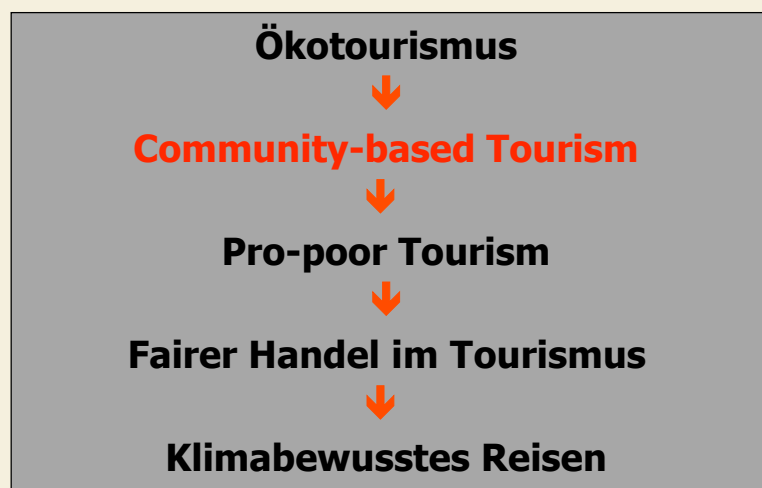 Ökotourismus
Community-based Tourism
Pro-poor Tourism
Fairer Handel im Tourismus
Klimabewusstes Reisen